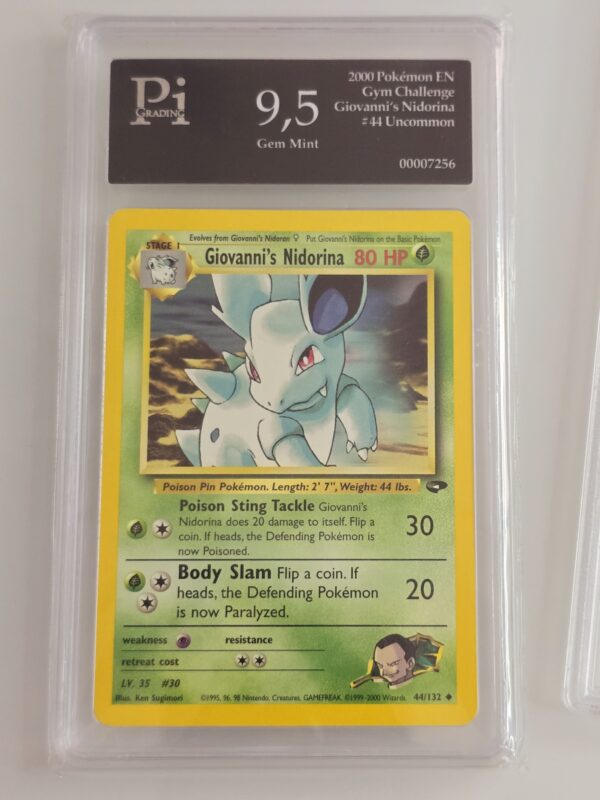 Pi
GRADING
9,5
Gem Mint
2000 Pokémon EN
Gym Challenge
Giovanni's Nidorina
#44 Uncommon
00007256
STAGE 1
Evolves from Giovanni's Nidoran ♀ Put Giovanni's Nidorina on the Basic Pokémon
Giovanni's Nidorina 80 HP
Poison Pin Pokémon. Length: 2' 7", Weight: 44 lbs.
Poison Sting Tackle Giovanni's
Nidorina does 20 damage to itself. Flip a
coin. If heads, the Defending Pokémon is
now Poisoned.
30
Body Slam Flip a coin. If
heads, the Defending Pokémon
is now Paralyzed.
20
weakness resistance
retreat cost
LV. 35 #30
Illus. Ken Sugimori ©1995, 96, 98 Nintendo, Creatures, GAMEFREAK. ©1999-2000 Wizards. 44/132 ◆